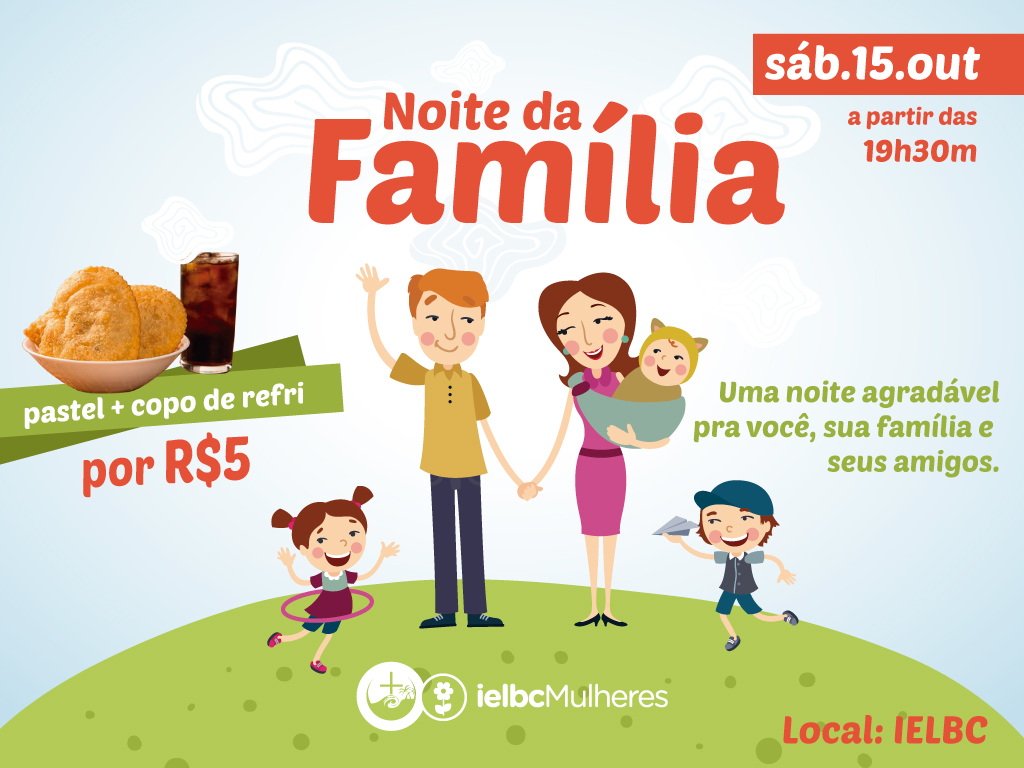 sáb.15.out
a partir das
19h30m
Noite da
Família
pastel + copo de refri
por R$5
Uma noite agradável
pra você, sua família e
seus amigos.
ielbcMulheres
Local: IELBC